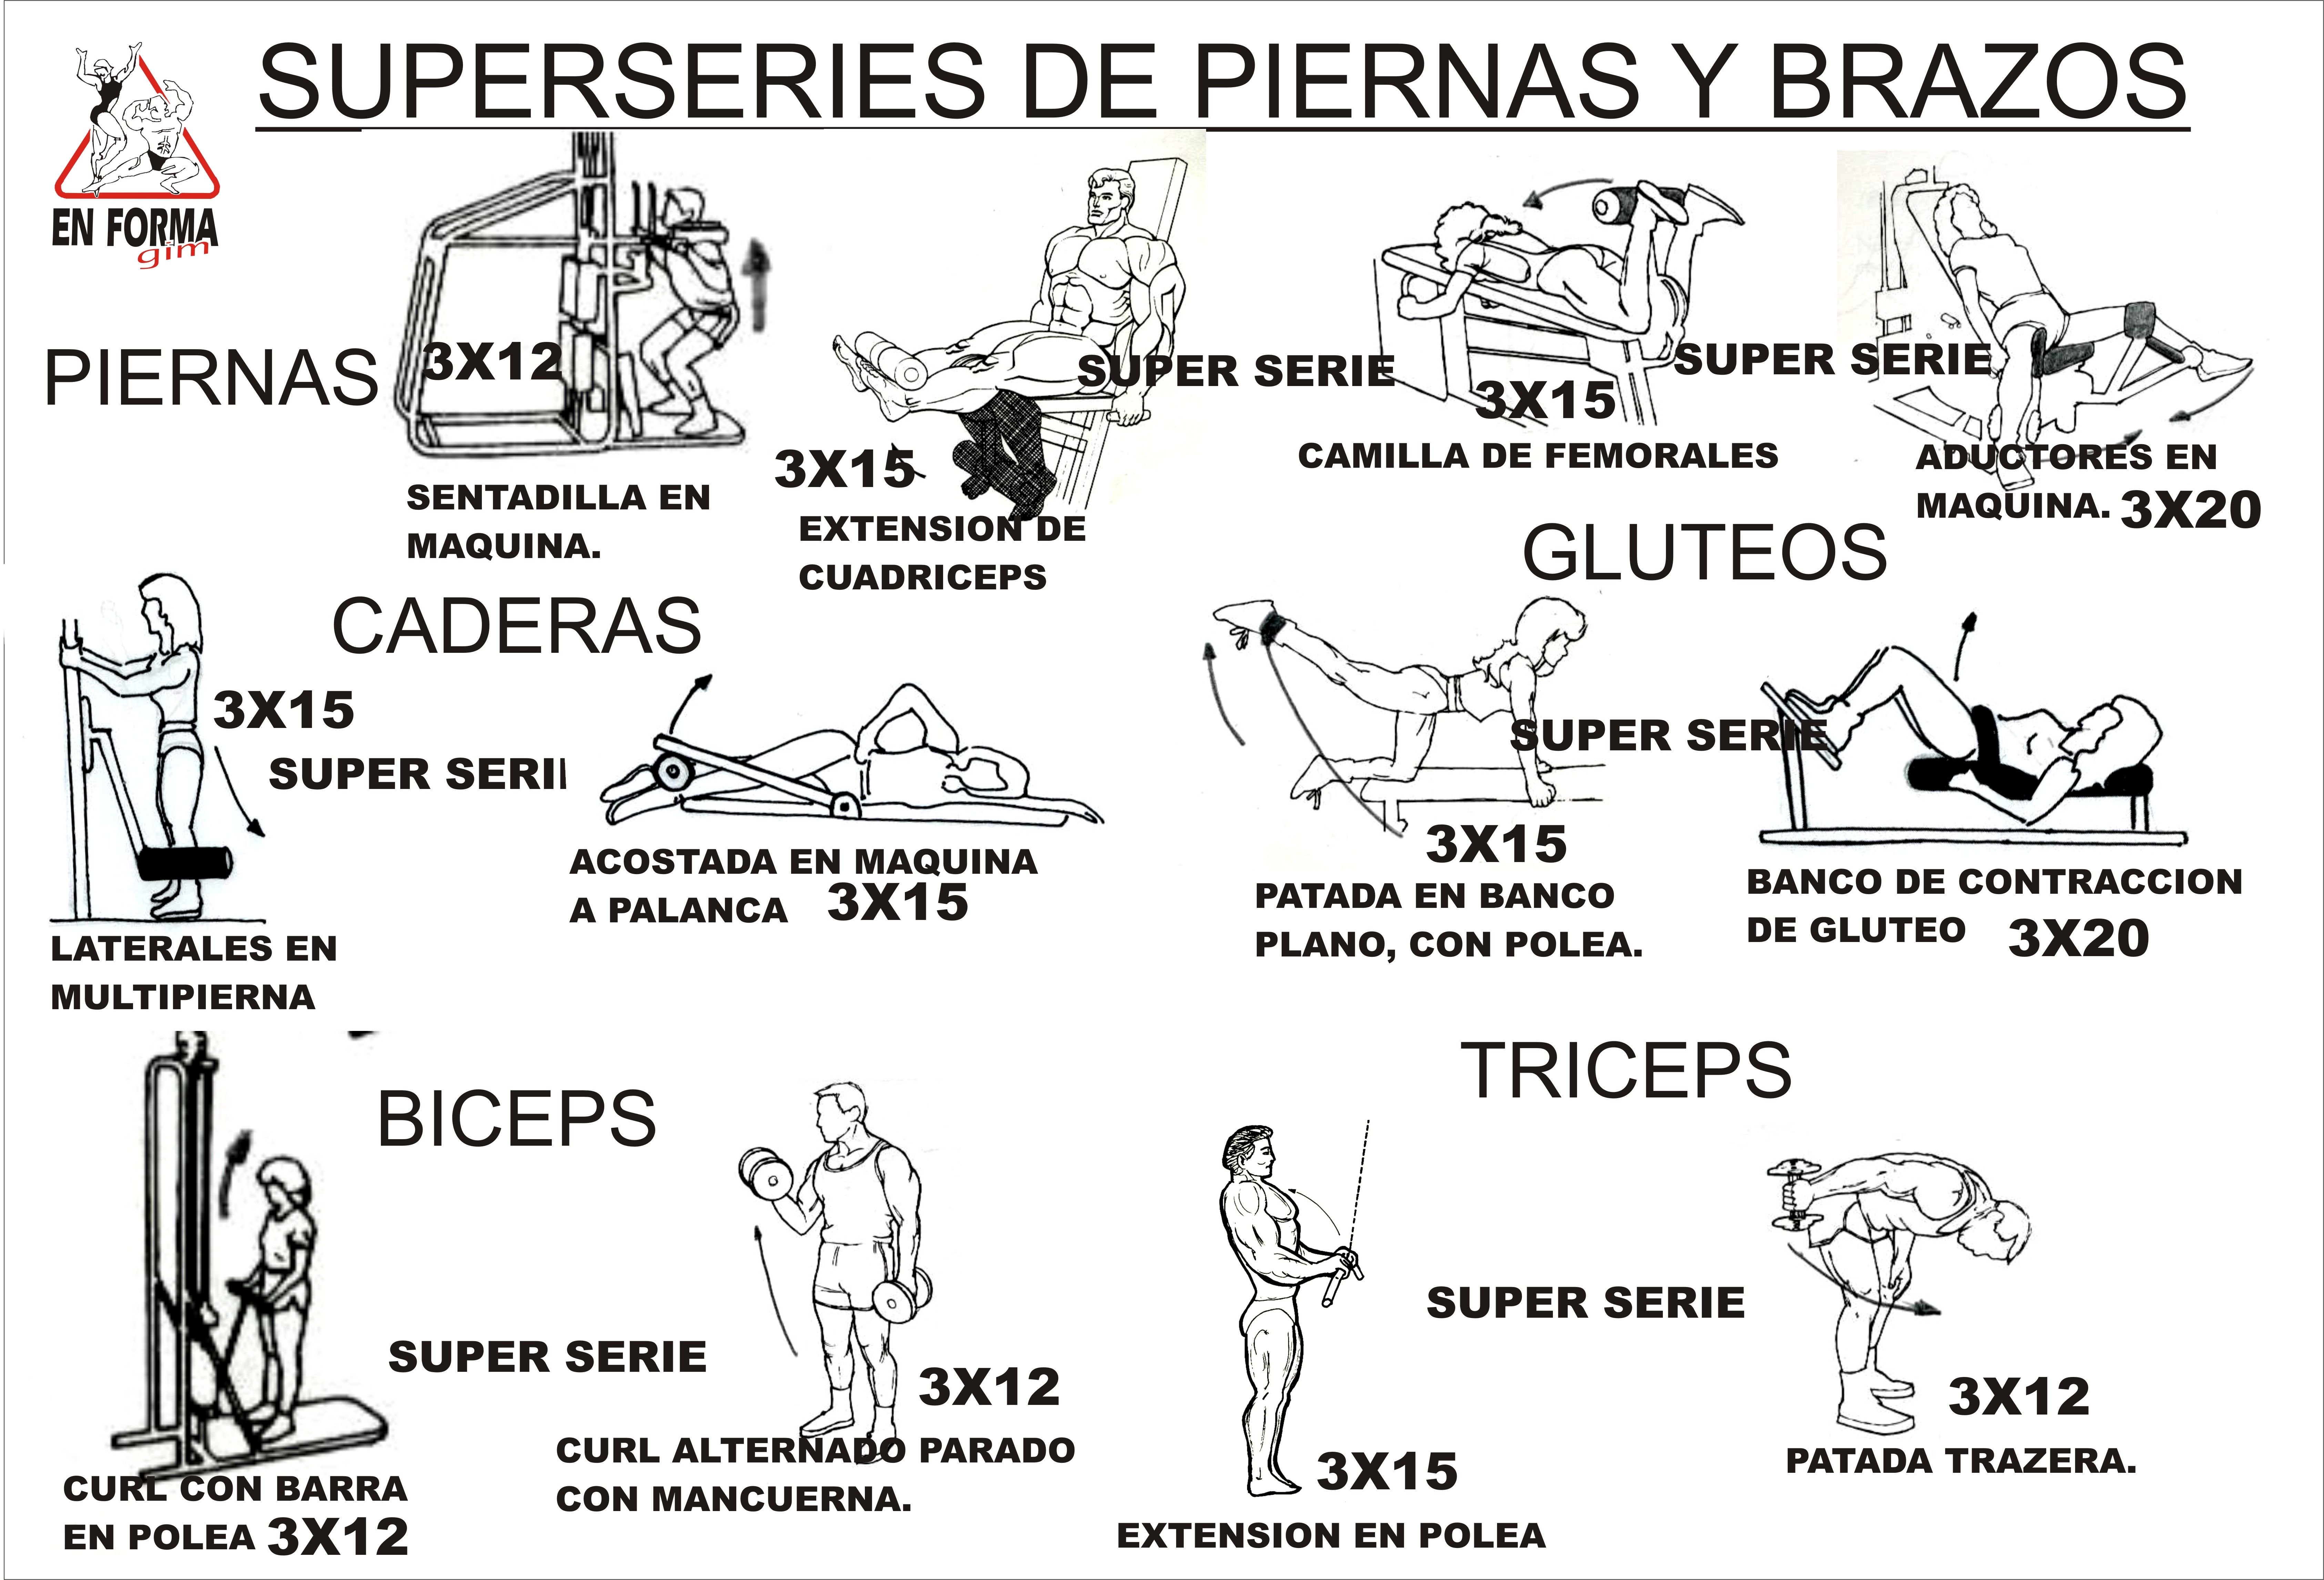 SUPERSERIES DE PIERNAS Y BRAZOS
EN FORMA
gim
PIERNAS
3X12
SENTADILLA EN
MAQUINA.
3X15
EXTENSION DE
CUADRICEPS
SUPER SERIE
3X15
CAMILLA DE FEMORALES
SUPER SERIE
ADUCTORES EN
MAQUINA. 3X20
CADERAS
3X15
LATERALES EN
MULTIPIERNA
SUPER SERI
ACOSTADA EN MAQUINA
A PALANCA 3X15
GLUTEOS
3X15
PATADA EN BANCO
PLANO, CON POLEA.
SUPER SERIE
BANCO DE CONTRACCION
DE GLUTEO 3X20
BICEPS
CURL CON BARRA
EN POLEA 3X12
SUPER SERIE
3X12
CURL ALTERNADO PARADO
CON MANCUERNA.
TRICEPS
3X15
EXTENSION EN POLEA
SUPER SERIE
3X12
PATADA TRAZERA.